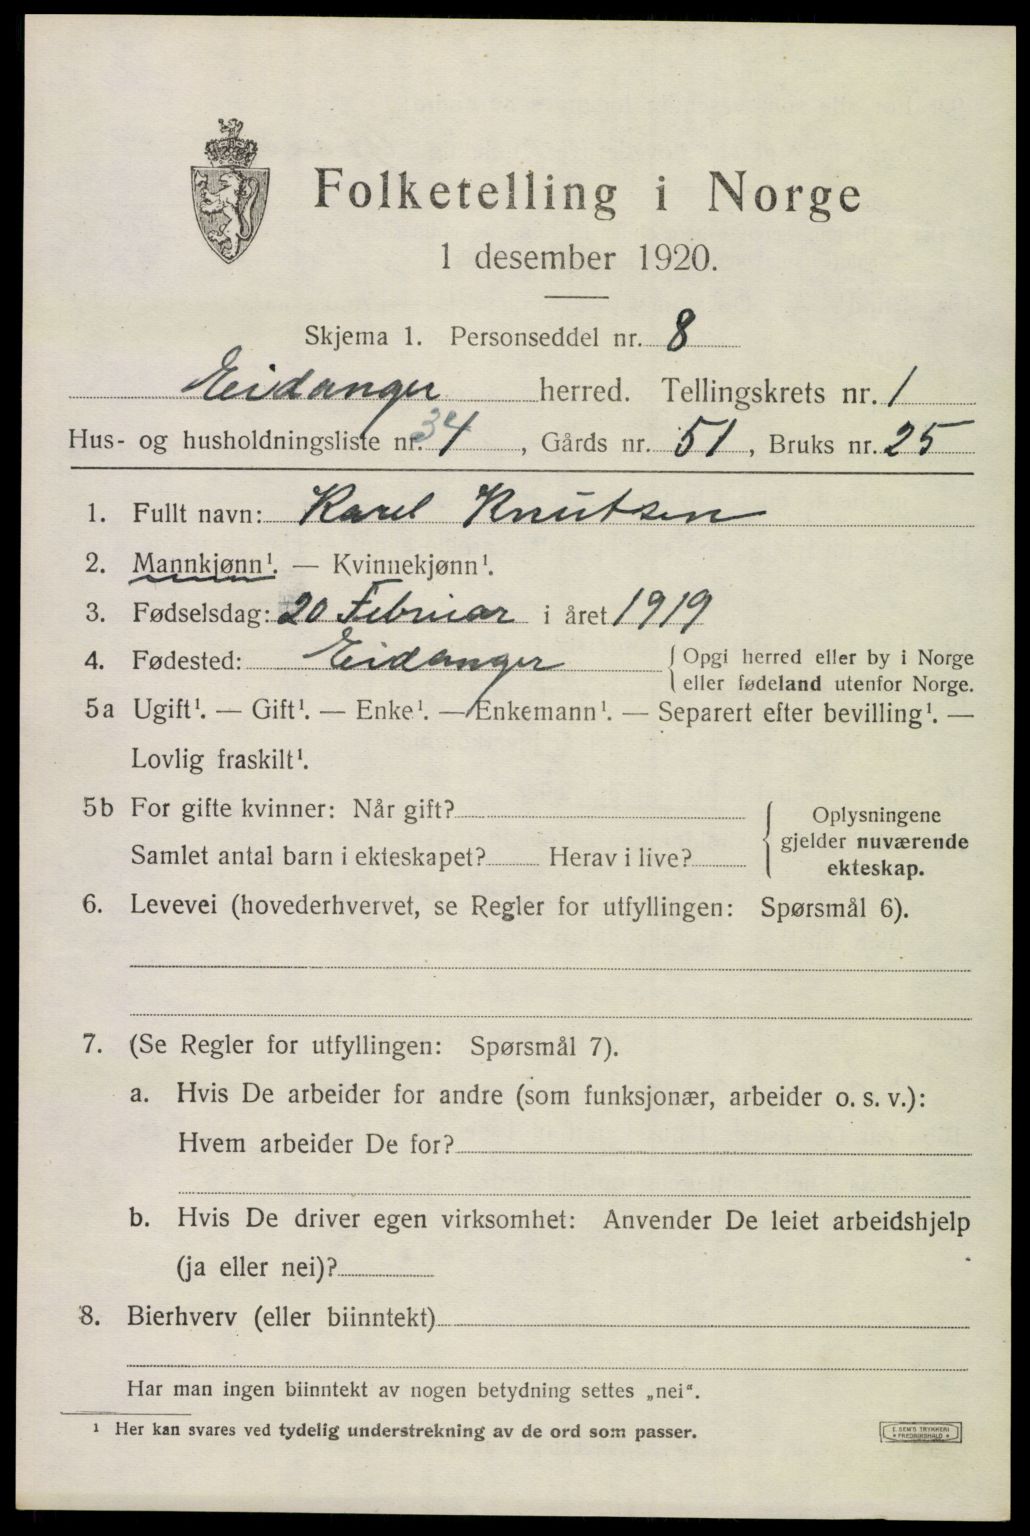 Folketelling i Norge
1 desember 1920.
Skjema 1. Personseddel nr. 8
Eidanger herred. Tellingskrets nr. 1
Hus- og husholdningsliste nr. 34, Gårds nr. 51, Bruks nr. 25
1. Fullt navn: Karel Knutsen
2. Mannkjønn¹. — Kvinnekjønn¹.
3. Fødselsdag: 20 Februar i året 1919
4. Fødested: Eidanger { Opgi herred eller by i Norge
eller fødeland utenfor Norge.
5a Ugift¹. — Gift¹. — Enke¹. — Enkemann¹. — Separert efter bevilling¹. —
Lovlig fraskilt¹.
5b For gifte kvinner: Når gift?
Samlet antal barn i ekteskapet? Herav i live?
{ Oplysningene
gjelder nuværende
ekteskap.
6. Levevei (hovederhvervet, se Regler for utfyllingen: Spørsmål 6).
7. (Se Regler for utfyllingen: Spørsmål 7).
a. Hvis De arbeider for andre (som funksjonær, arbeider o. s. v.):
Hvem arbeider De for?
b. Hvis De driver egen virksomhet: Anvender De leiet arbeidshjelp
(ja eller nei)?
8. Bierhverv (eller biinntekt)
Har man ingen biinntekt av nogen betydning settes „nei“.
¹ Her kan svares ved tydelig understrekning av de ord som passer.
E. SEM'S TRYKKERI
* FREDRIKSHALD *